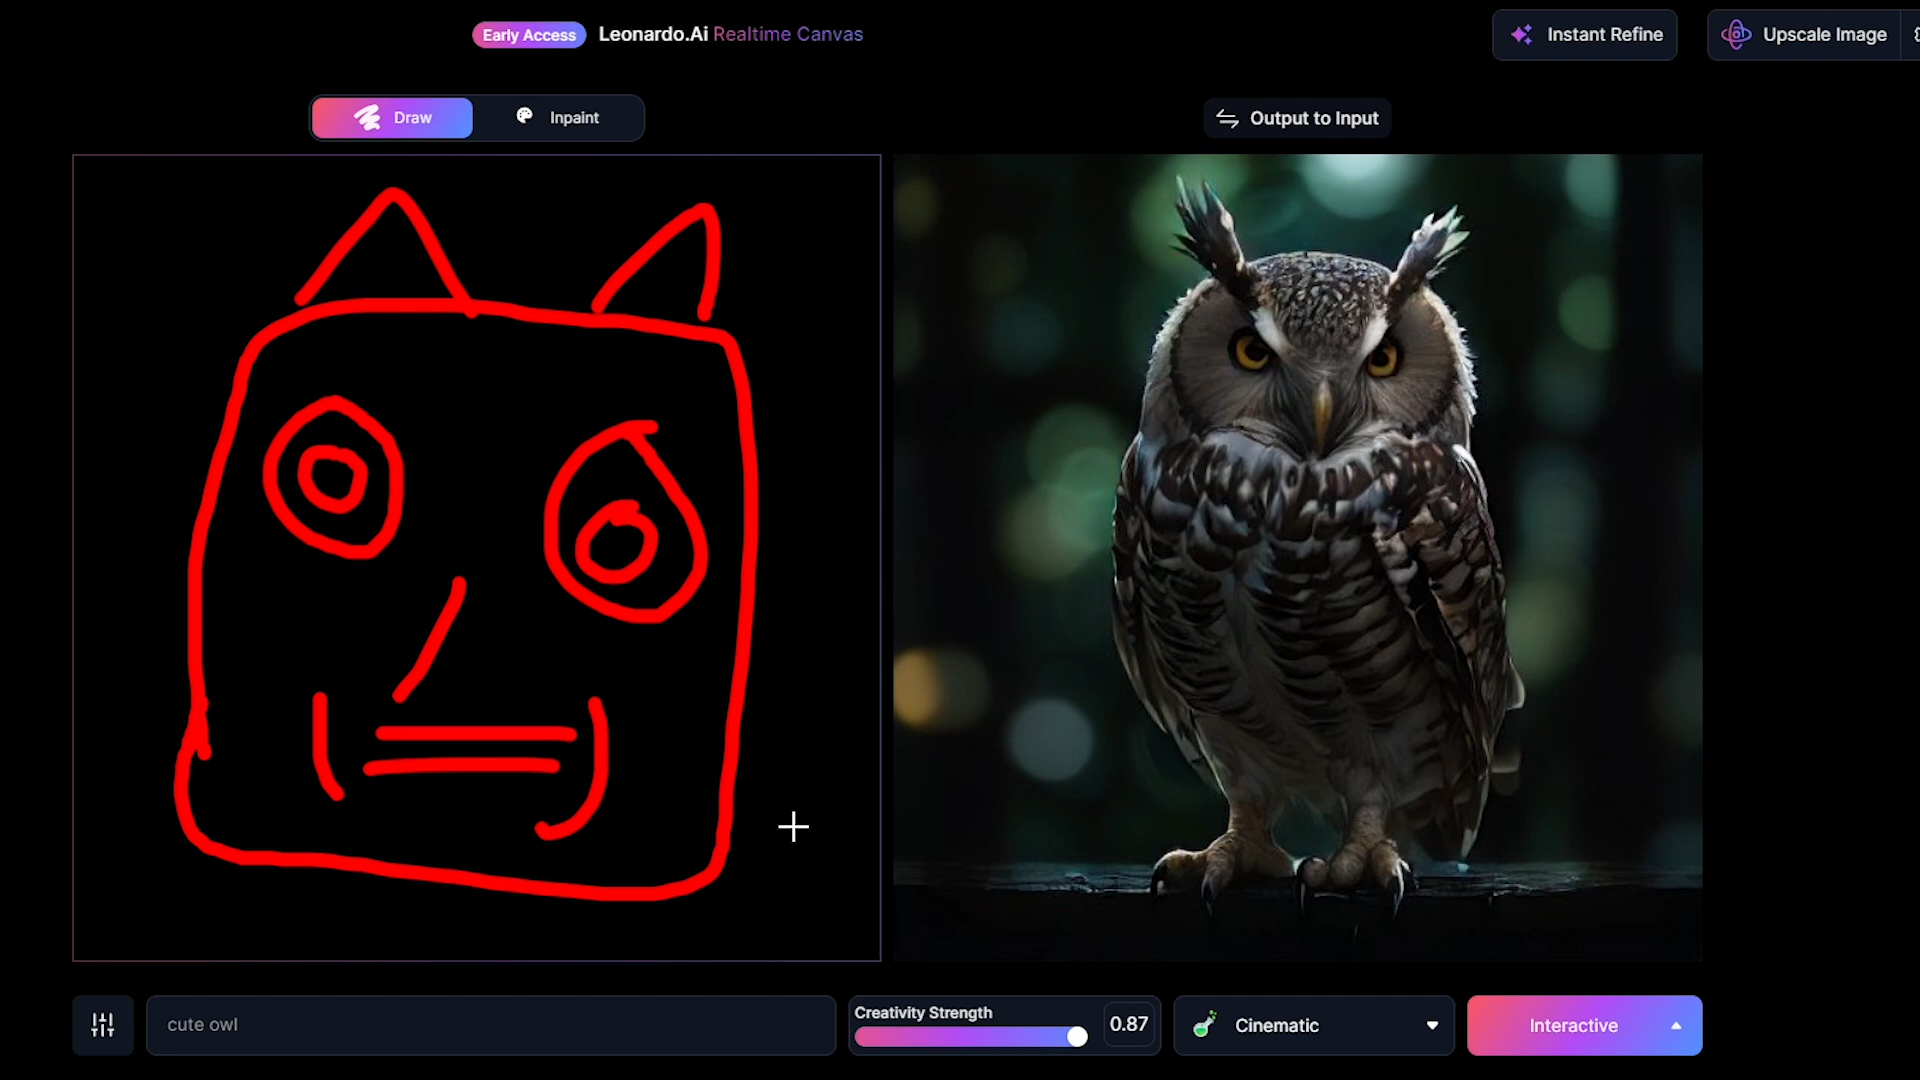 Early Access Leonardo.Ai Realtime Canvas
Instant Refine
Upscale Image
Draw
Inpaint
Output to Input
cute owl
Creativity Strength
0.87
Cinematic
Interactive